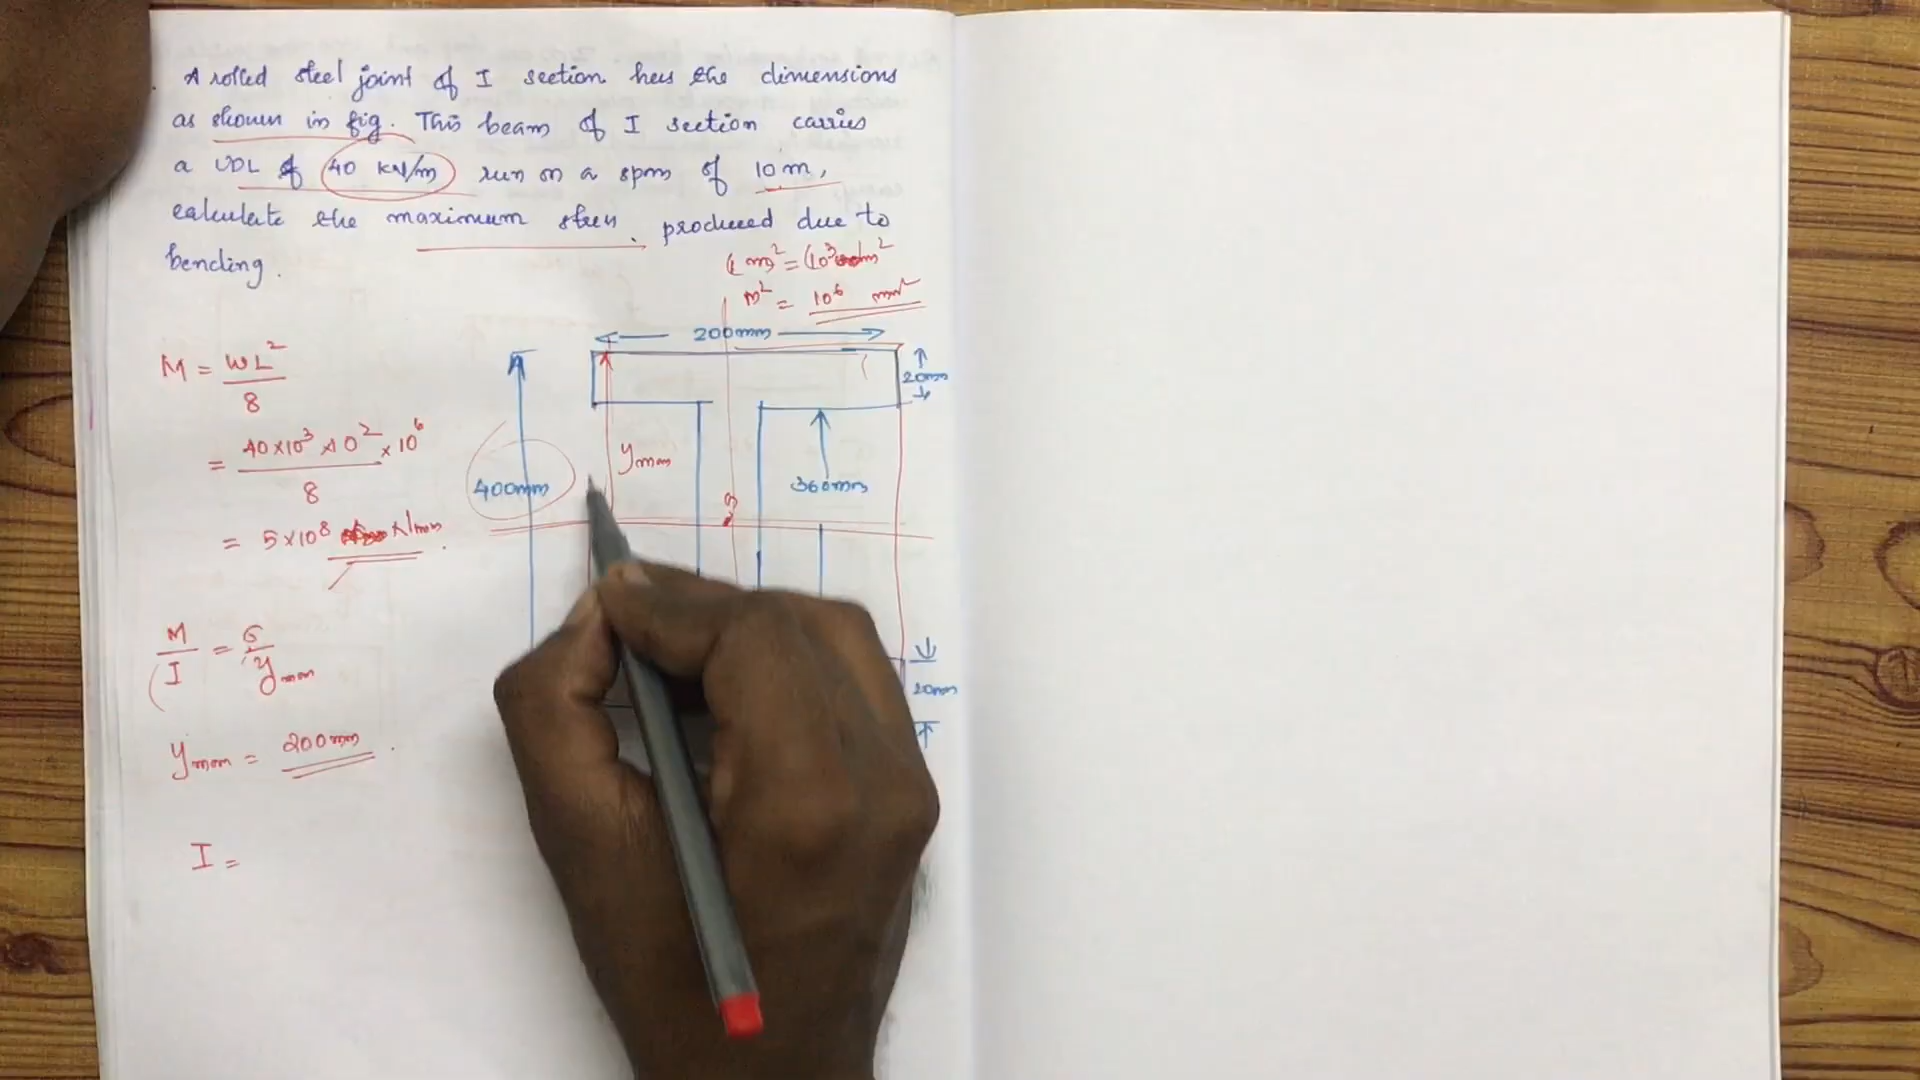 A rolled steel joint of I section has the dimensions
as shown in fig. This beam of I section carries
a UDL of 40 kN/m run on a span of 10 m,
calculate the maximum stress produced due to
bending.
(1 m)² = (10³ )²
m² = 10⁶ mm²
200mm
20mm
M = wL²
8
= 40×10³ × 10² × 10⁶
8
= 5×10⁸ Nmm
400mm
ymax
360mm
G
M/I = σ/ymax
20mm
ymax = 200mm
I =